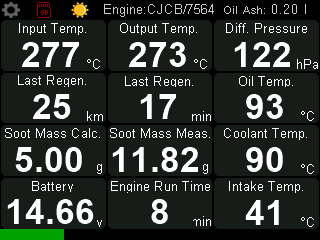 SD Engine:CJCB/7564 Oil Ash: 0.20 l
Input Temp. Output Temp. Diff. Pressure
277 °C 273 °C 122 hPa
Last Regen. Last Regen. Oil Temp.
25 km 17 min 93 °C
Soot Mass Calc. Soot Mass Meas. Coolant Temp.
5.00 g 11.82 g 90 °C
Battery Engine Run Time Intake Temp.
14.66 v 8 min 41 °C